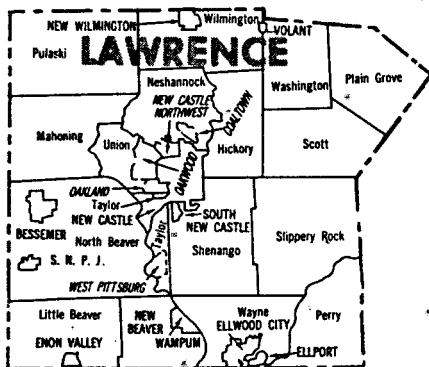 NEW WILMINGTON
Wilmington
VOLANT
Pulaski
LAWRENCE
Neshannock
NEW CASTLE
NORTHWEST
COALTOWN
Washington
Plain Grove
Mahoning
Union
Hickory
Scott
OAKWOOD
OAKLAND
Taylor
NEW CASTLE
BESSEMER
North Beaver
Taylor
SOUTH
NEW CASTLE
Shenango
Slippery Rock
S. N. P. J.
WEST PITTSBURG
Little Beaver
NEW
BEAVER
WAMPUM
Wayne
ELLWOOD CITY
Perry
ENON VALLEY
ELLPORT